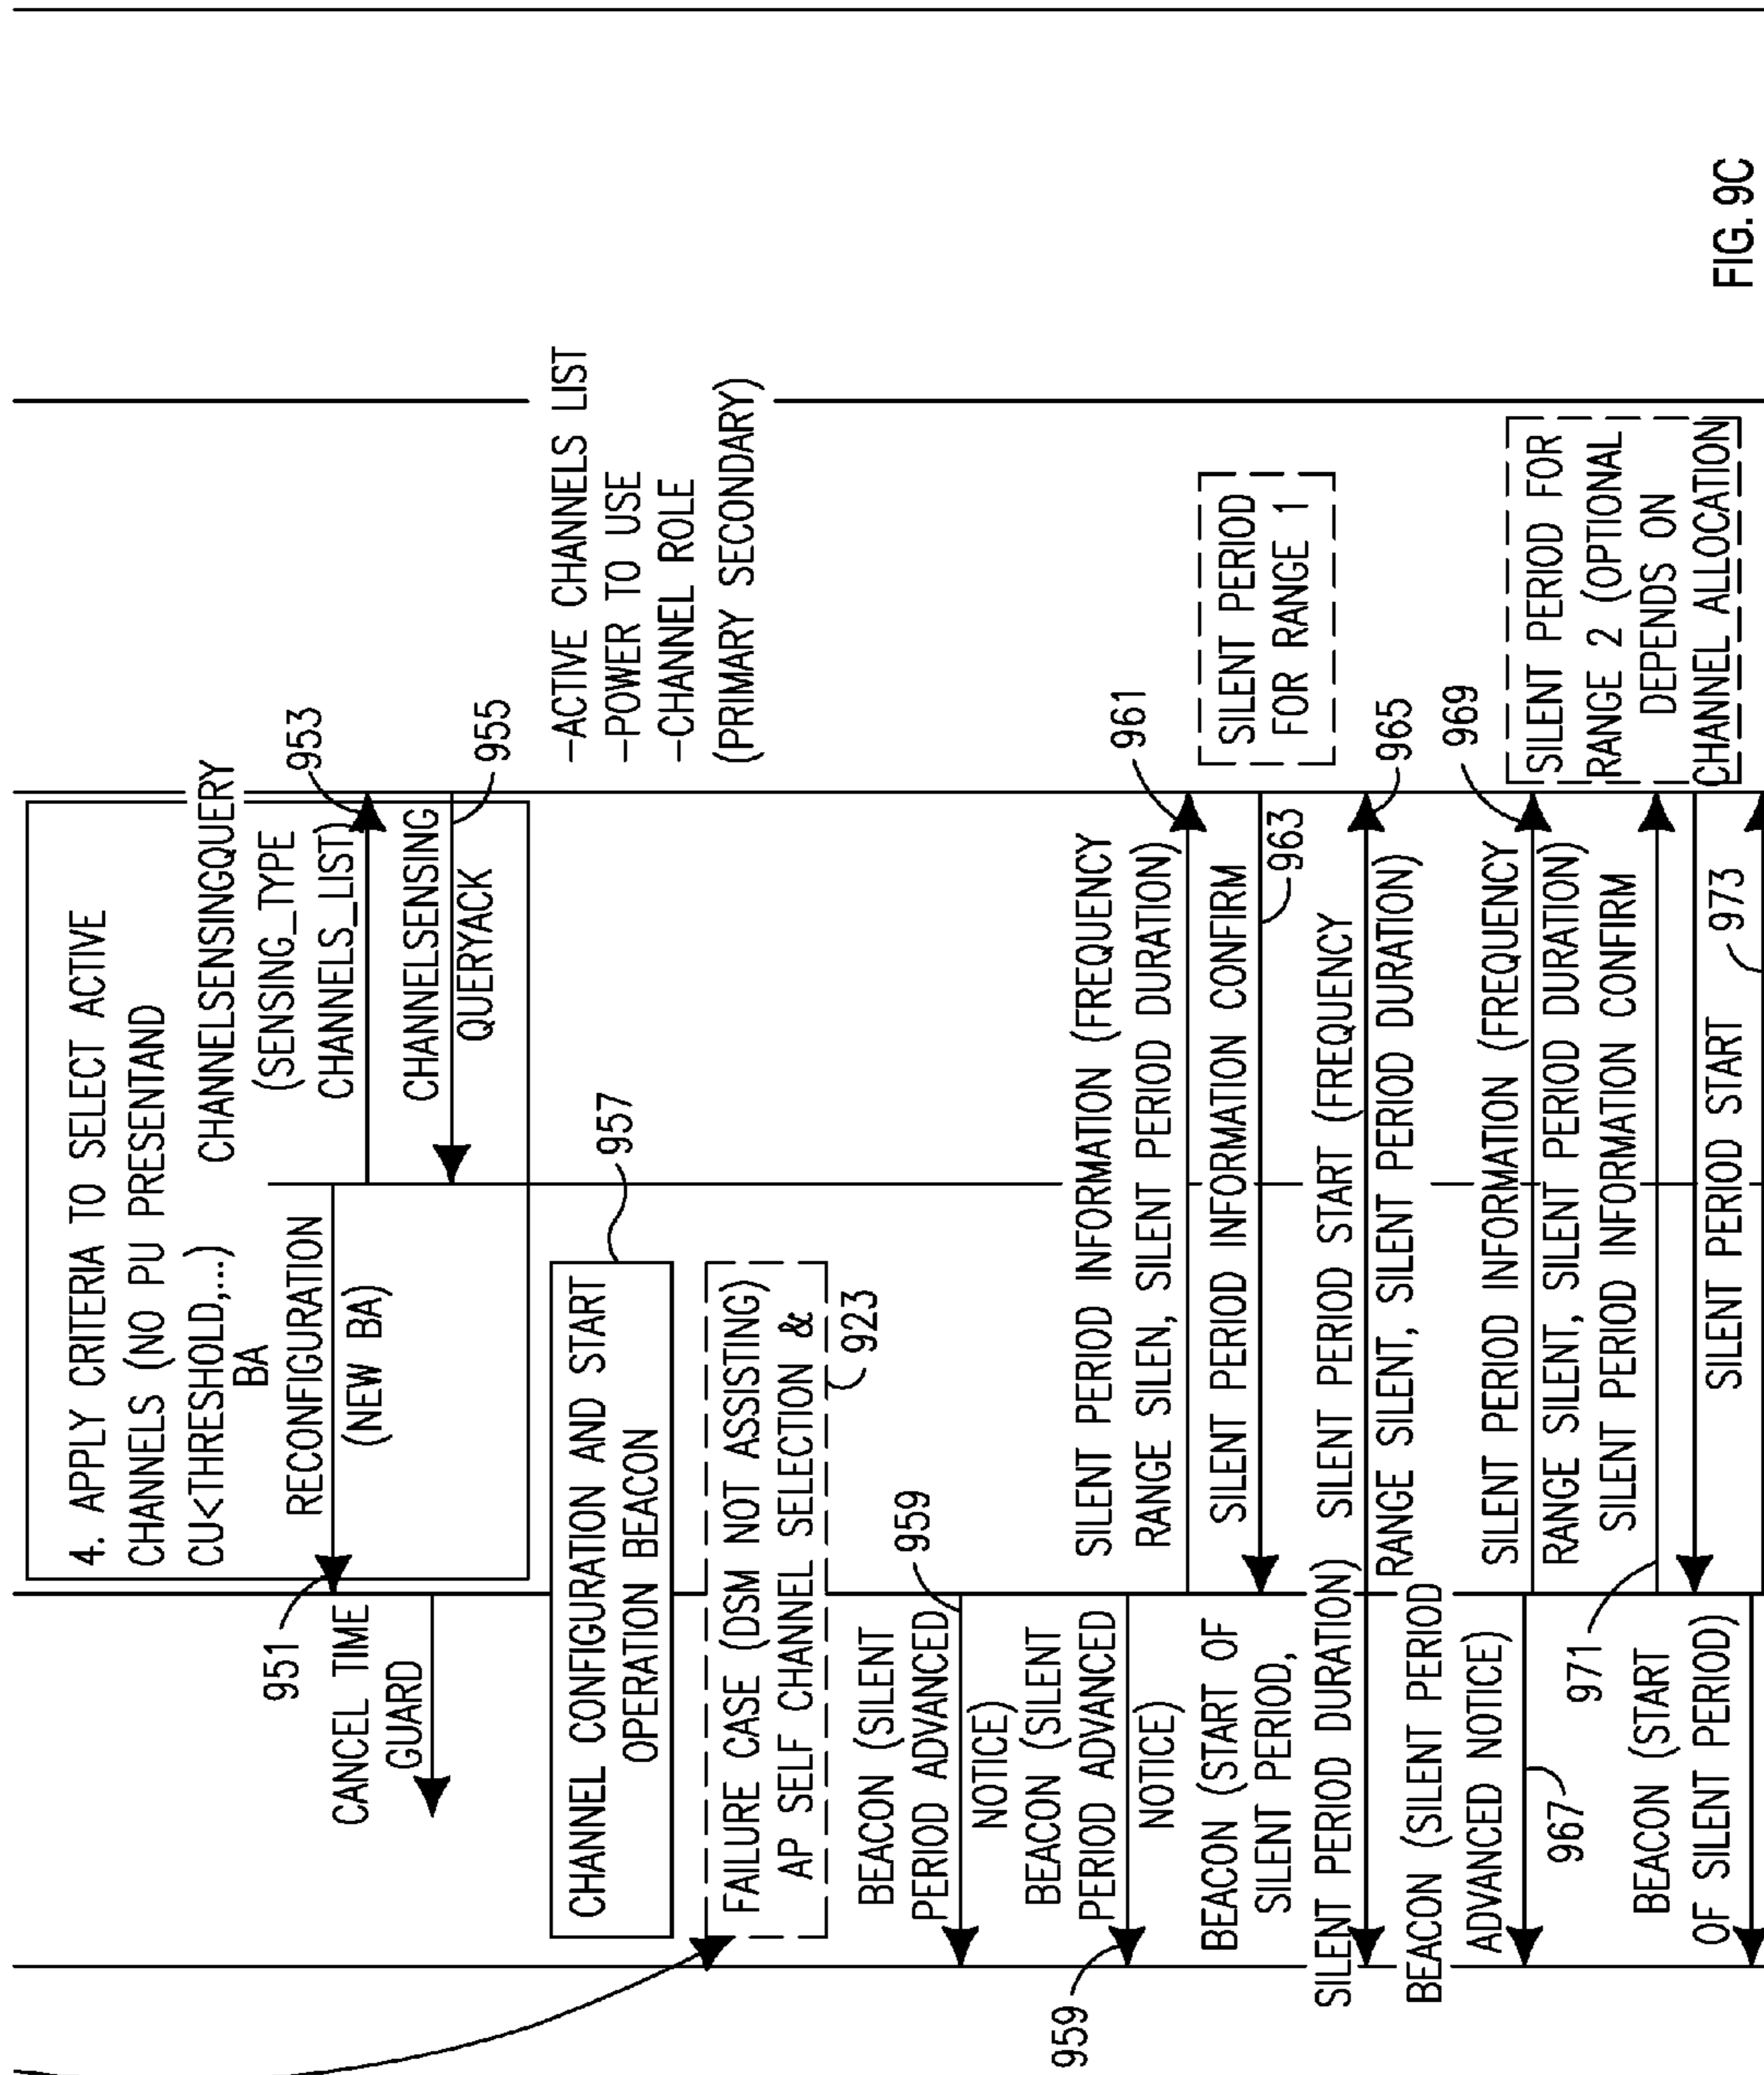 4. APPLY CRITERIA TO SELECT ACTIVE
CHANNELS (NO PU PRESENTAND
CU<THRESHOLD,...)
BA
RECONFIGURATION
(NEW BA)
951
CHANNELSENSINGQUERY
(SENSING_TYPE
CHANNELS_LIST)
953
CHANNELSENSING
QUERYACK
955
CANCEL TIME
GUARD
-ACTIVE CHANNELS LIST
-POWER TO USE
-CHANNEL ROLE
(PRIMARY SECONDARY)
CHANNEL CONFIGURATION AND START
OPERATION BEACON
957
FAILURE CASE (DSM NOT ASSISTING)
AP SELF CHANNEL SELECTION &
923
BEACON (SILENT
PERIOD ADVANCED
NOTICE)
959
BEACON (SILENT
PERIOD ADVANCED
NOTICE)
959
SILENT PERIOD INFORMATION (FREQUENCY
RANGE SILEN, SILENT PERIOD DURATION)
961
SILENT PERIOD INFORMATION CONFIRM
963
SILENT PERIOD
FOR RANGE 1
BEACON (START OF
SILENT PERIOD,
SILENT PERIOD DURATION)
SILENT PERIOD START (FREQUENCY
RANGE SILENT, SILENT PERIOD DURATION)
965
BEACON (SILENT PERIOD
ADVANCED NOTICE)
967
SILENT PERIOD INFORMATION (FREQUENCY
RANGE SILENT, SILENT PERIOD DURATION)
969
SILENT PERIOD INFORMATION CONFIRM
971
SILENT PERIOD FOR
RANGE 2 (OPTIONAL
DEPENDS ON
CHANNEL ALLOCATION
BEACON (START
OF SILENT PERIOD)
SILENT PERIOD START
973
FIG. 9C